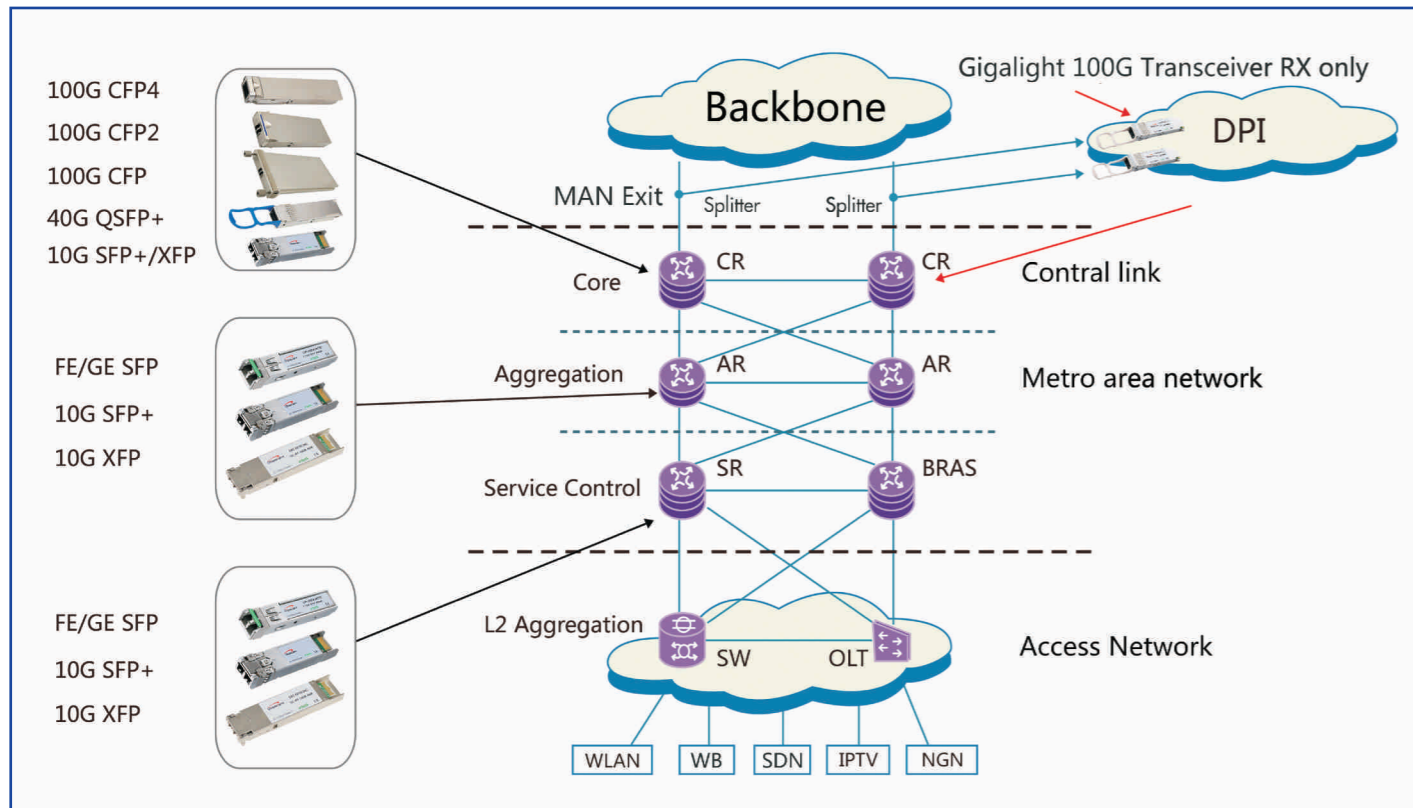 100G CFP4
100G CFP2
100G CFP
40G QSFP+
10G SFP+/XFP
Backbone
Gigalight 100G Transceiver RX only
DPI
MAN Exit
Splitter
Splitter
CR
CR
Core
Contral link
FE/GE SFP
10G SFP+
10G XFP
Aggregation
AR
AR
Metro area network
SR
BRAS
Service Control
FE/GE SFP
10G SFP+
10G XFP
L2 Aggregation
SW
OLT
Access Network
WLAN
WB
SDN
IPTV
NGN